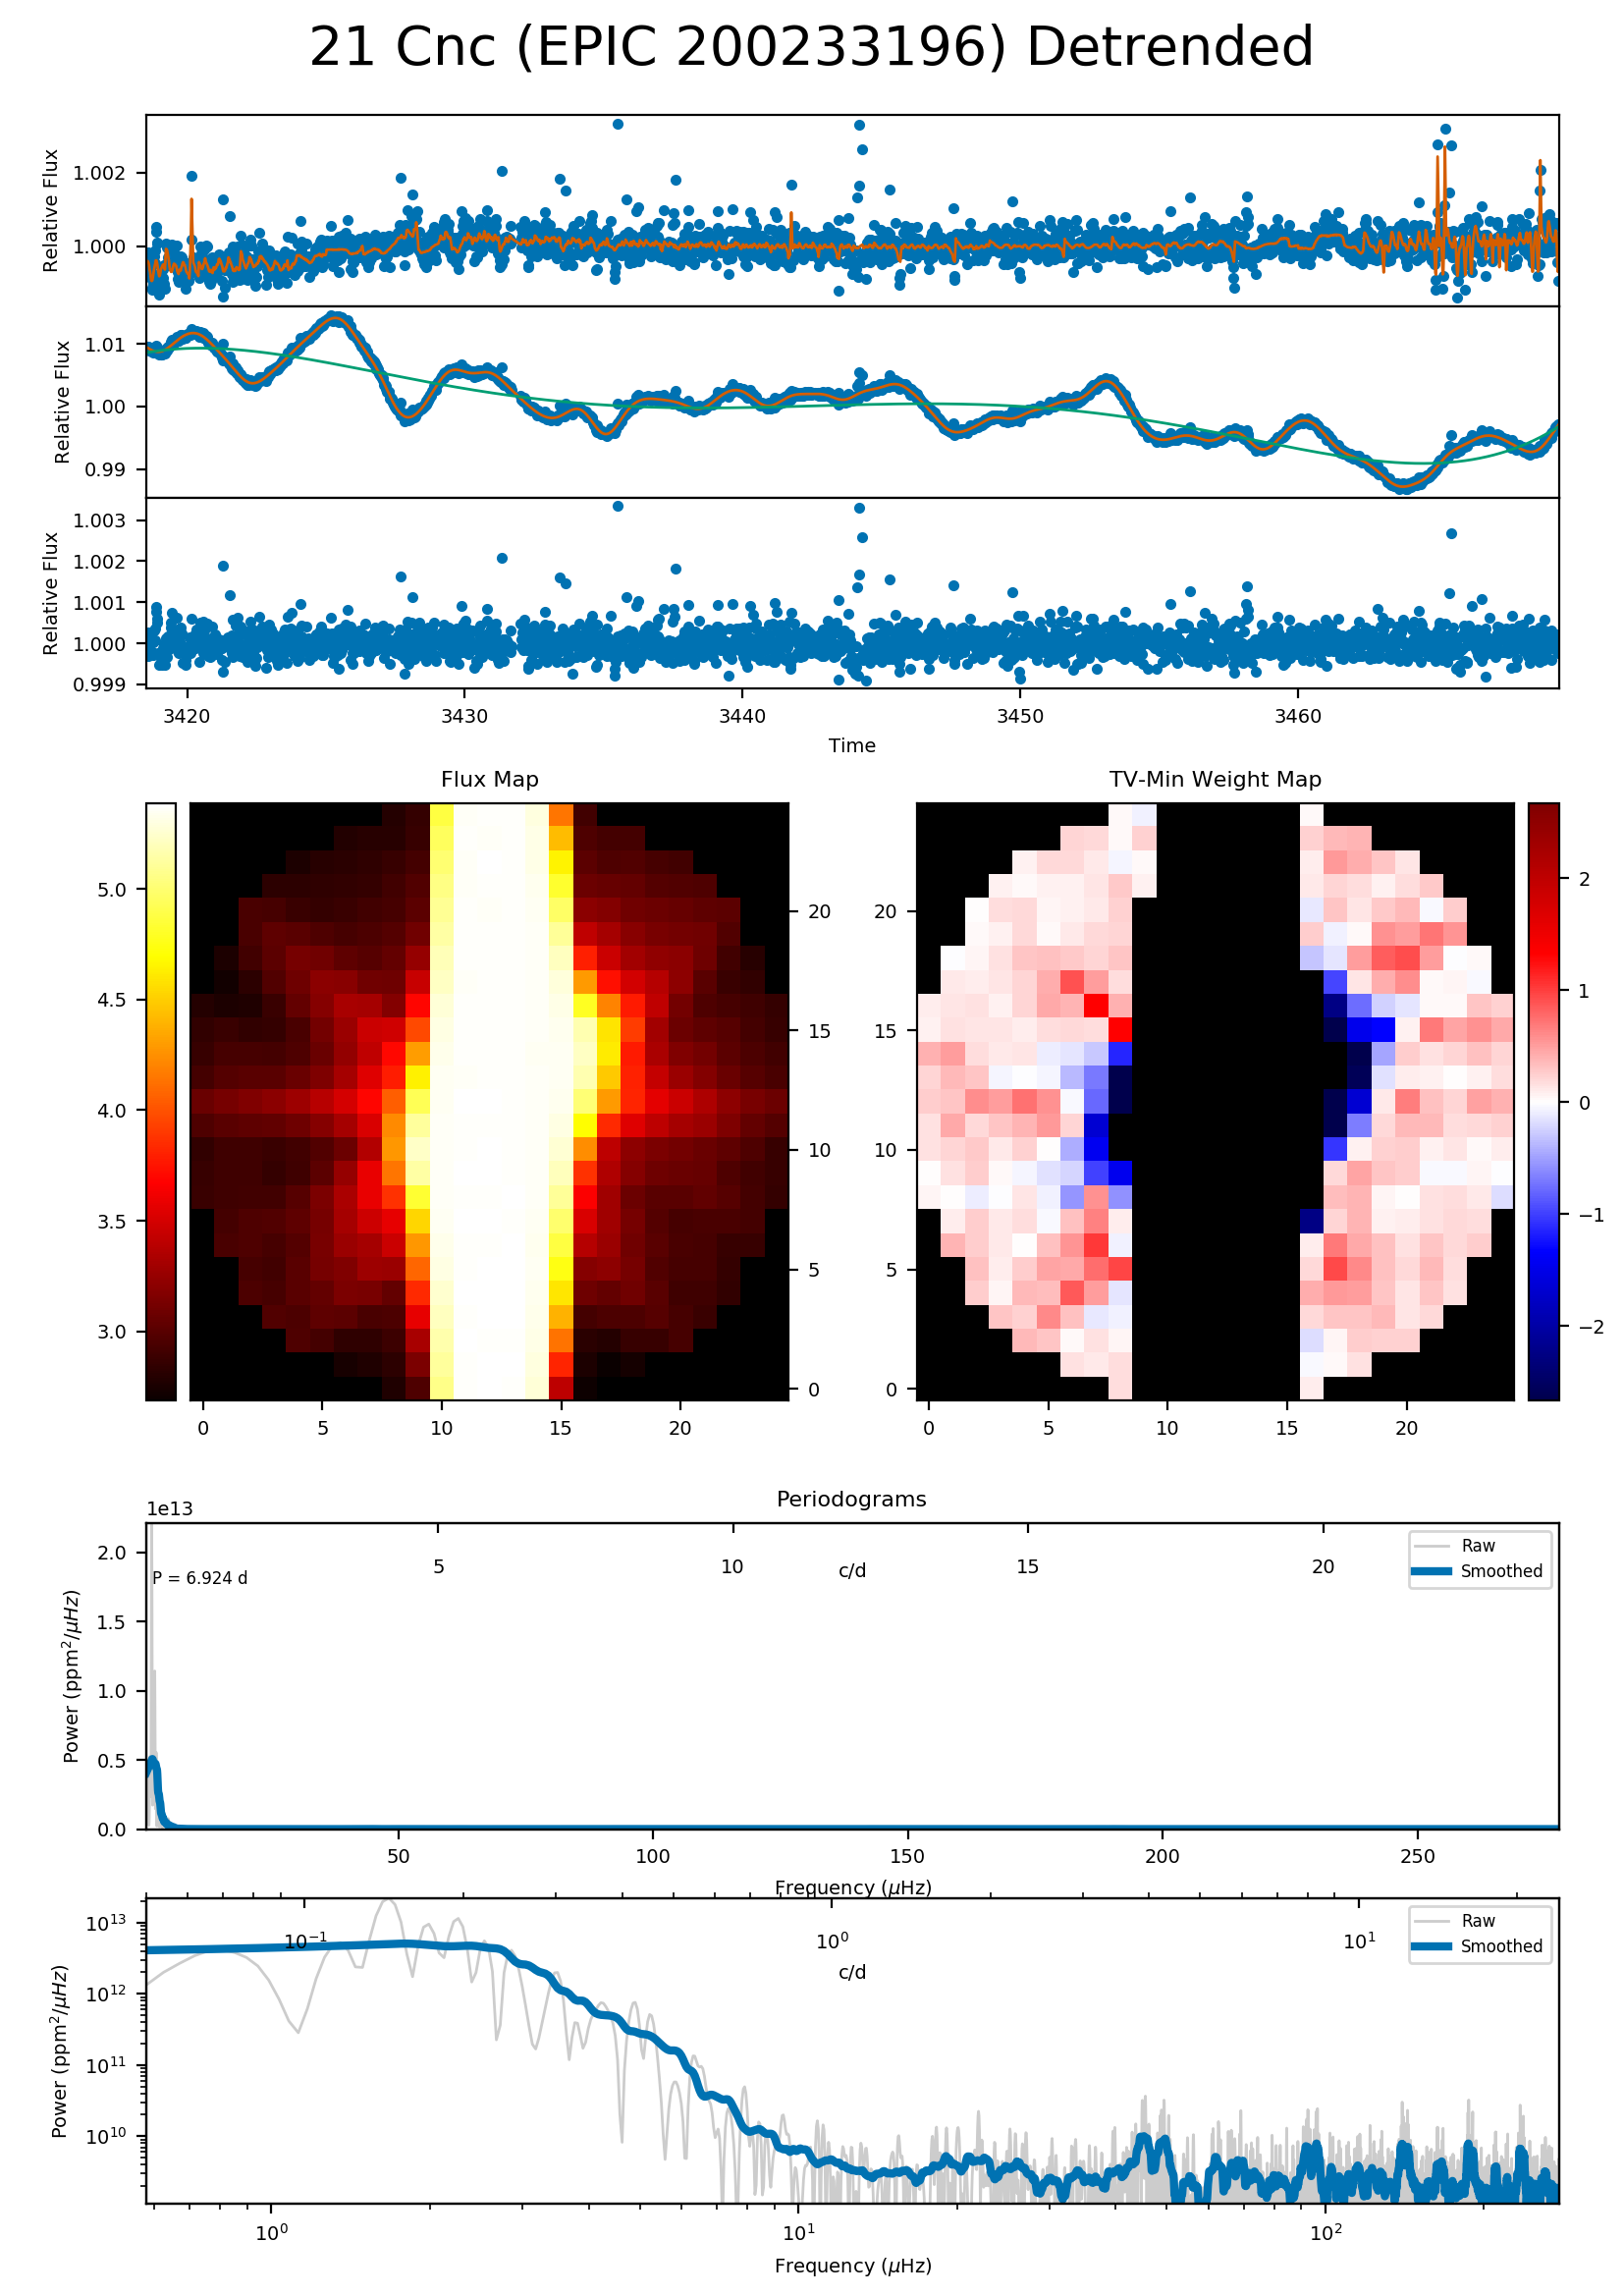 21 Cnc (EPIC 200233196) Detrended
Relative Flux
1.002
1.000
Relative Flux
1.01
1.00
0.99
Relative Flux
1.003
1.002
1.001
1.000
0.999
3420 3430 3440 3450 3460
Time
Flux Map
5.0
4.5
4.0
3.5
3.0
20
15
10
5
0
0 5 10 15 20
TV-Min Weight Map
20
15
10
5
0
0 5 10 15 20
2
1
0
−1
−2
Periodograms
1e13
Power (ppm²/μHz)
2.0
1.5
1.0
0.5
0.0
P = 6.924 d
5 10 15 20
c/d
Raw
Smoothed
50 100 150 200 250
Frequency (μHz)
Power (ppm²/μHz)
10¹³
10¹²
10¹¹
10¹⁰
10⁻¹ 10⁰ 10¹
c/d
Raw
Smoothed
10⁰ 10¹ 10²
Frequency (μHz)